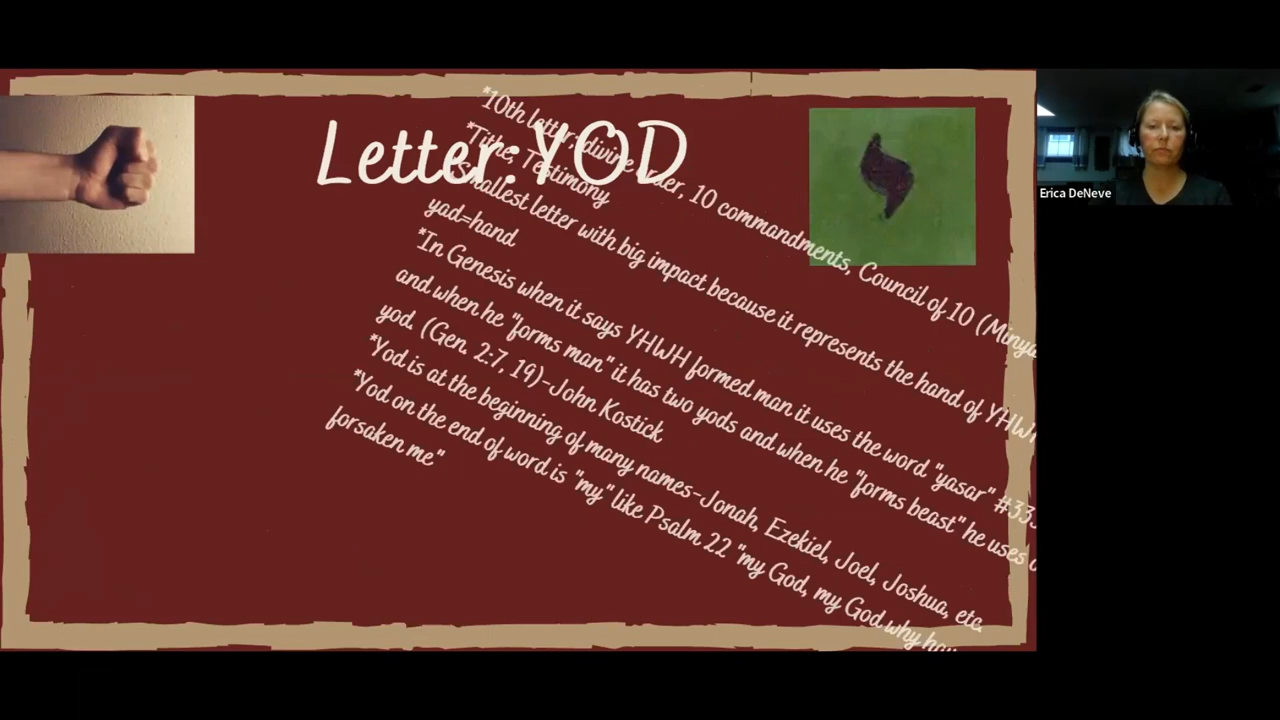 Letter: YOD
*10th letter, divine order, 10 commandments, Council of 10 (Minya
*Tithe, Testimony
Smallest letter with big impact because it represents the hand of YHWH
yad=hand
*In Genesis when it says YHWH formed man it uses the word "yasar" #333
and when he "forms man" it has two yods and when he "forms beast" he uses
yod. (Gen. 2:7, 19)-John Kostick
*Yod is at the beginning of many names-Jonah, Ezekiel, Joel, Joshua, etc.
*Yod on the end of word is "my" like Psalm 22 "my God, my God why
forsaken me"
Erica DeNeve